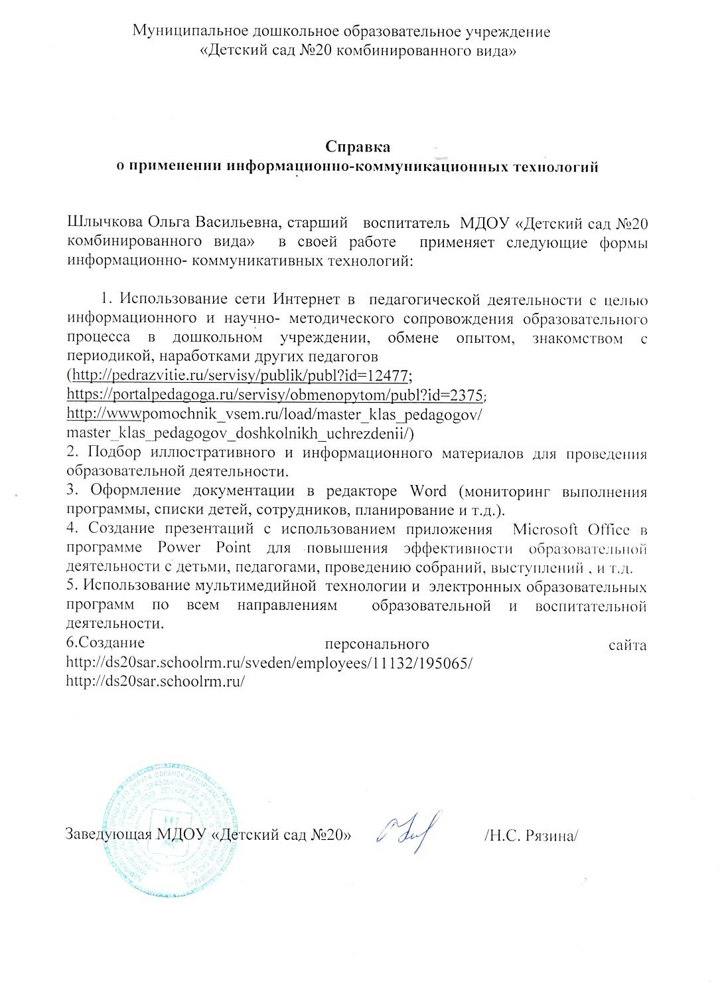 Муниципальное дошкольное образовательное учреждение
«Детский сад №20 комбинированного вида»
Справка
о применении информационно-коммуникационных технологий
Шлычкова Ольга Васильевна, старший воспитатель МДОУ «Детский сад №20
комбинированного вида» в своей работе применяет следующие формы
информационно- коммуникативных технологий:
1. Использование сети Интернет в педагогической деятельности с целью
информационного и научно- методического сопровождения образовательного
процесса в дошкольном учреждении, обмене опытом, знакомством с
периодикой, наработками других педагогов
(http://pedrazvitie.ru/servisy/publik/publ?id=12477;
https://portalpedagoga.ru/servisy/obmenopytom/publ?id=2375;
http://wwwpomochnik_vsem.ru/load/master_klas_pedagogov/
master_klas_pedagogov_doshkolnikh_uchrezdenii/)
2. Подбор иллюстративного и информационного материалов для проведения
образовательной деятельности.
3. Оформление документации в редакторе Word (мониторинг выполнения
программы, списки детей, сотрудников, планирование и т.д.).
4. Создание презентаций с использованием приложения Microsoft Office в
программе Power Point для повышения эффективности образовательной
деятельности с детьми, педагогами, проведению собраний, выступлений , и т.д.
5. Использование мультимедийной технологии и электронных образовательных
программ по всем направлениям образовательной и воспитательной
деятельности.
6.Создание персонального сайта
http://ds20sar.schoolrm.ru/sveden/employees/11132/195065/
http://ds20sar.schoolrm.ru/
Заведующая МДОУ «Детский сад №20» /Н.С. Рязина/